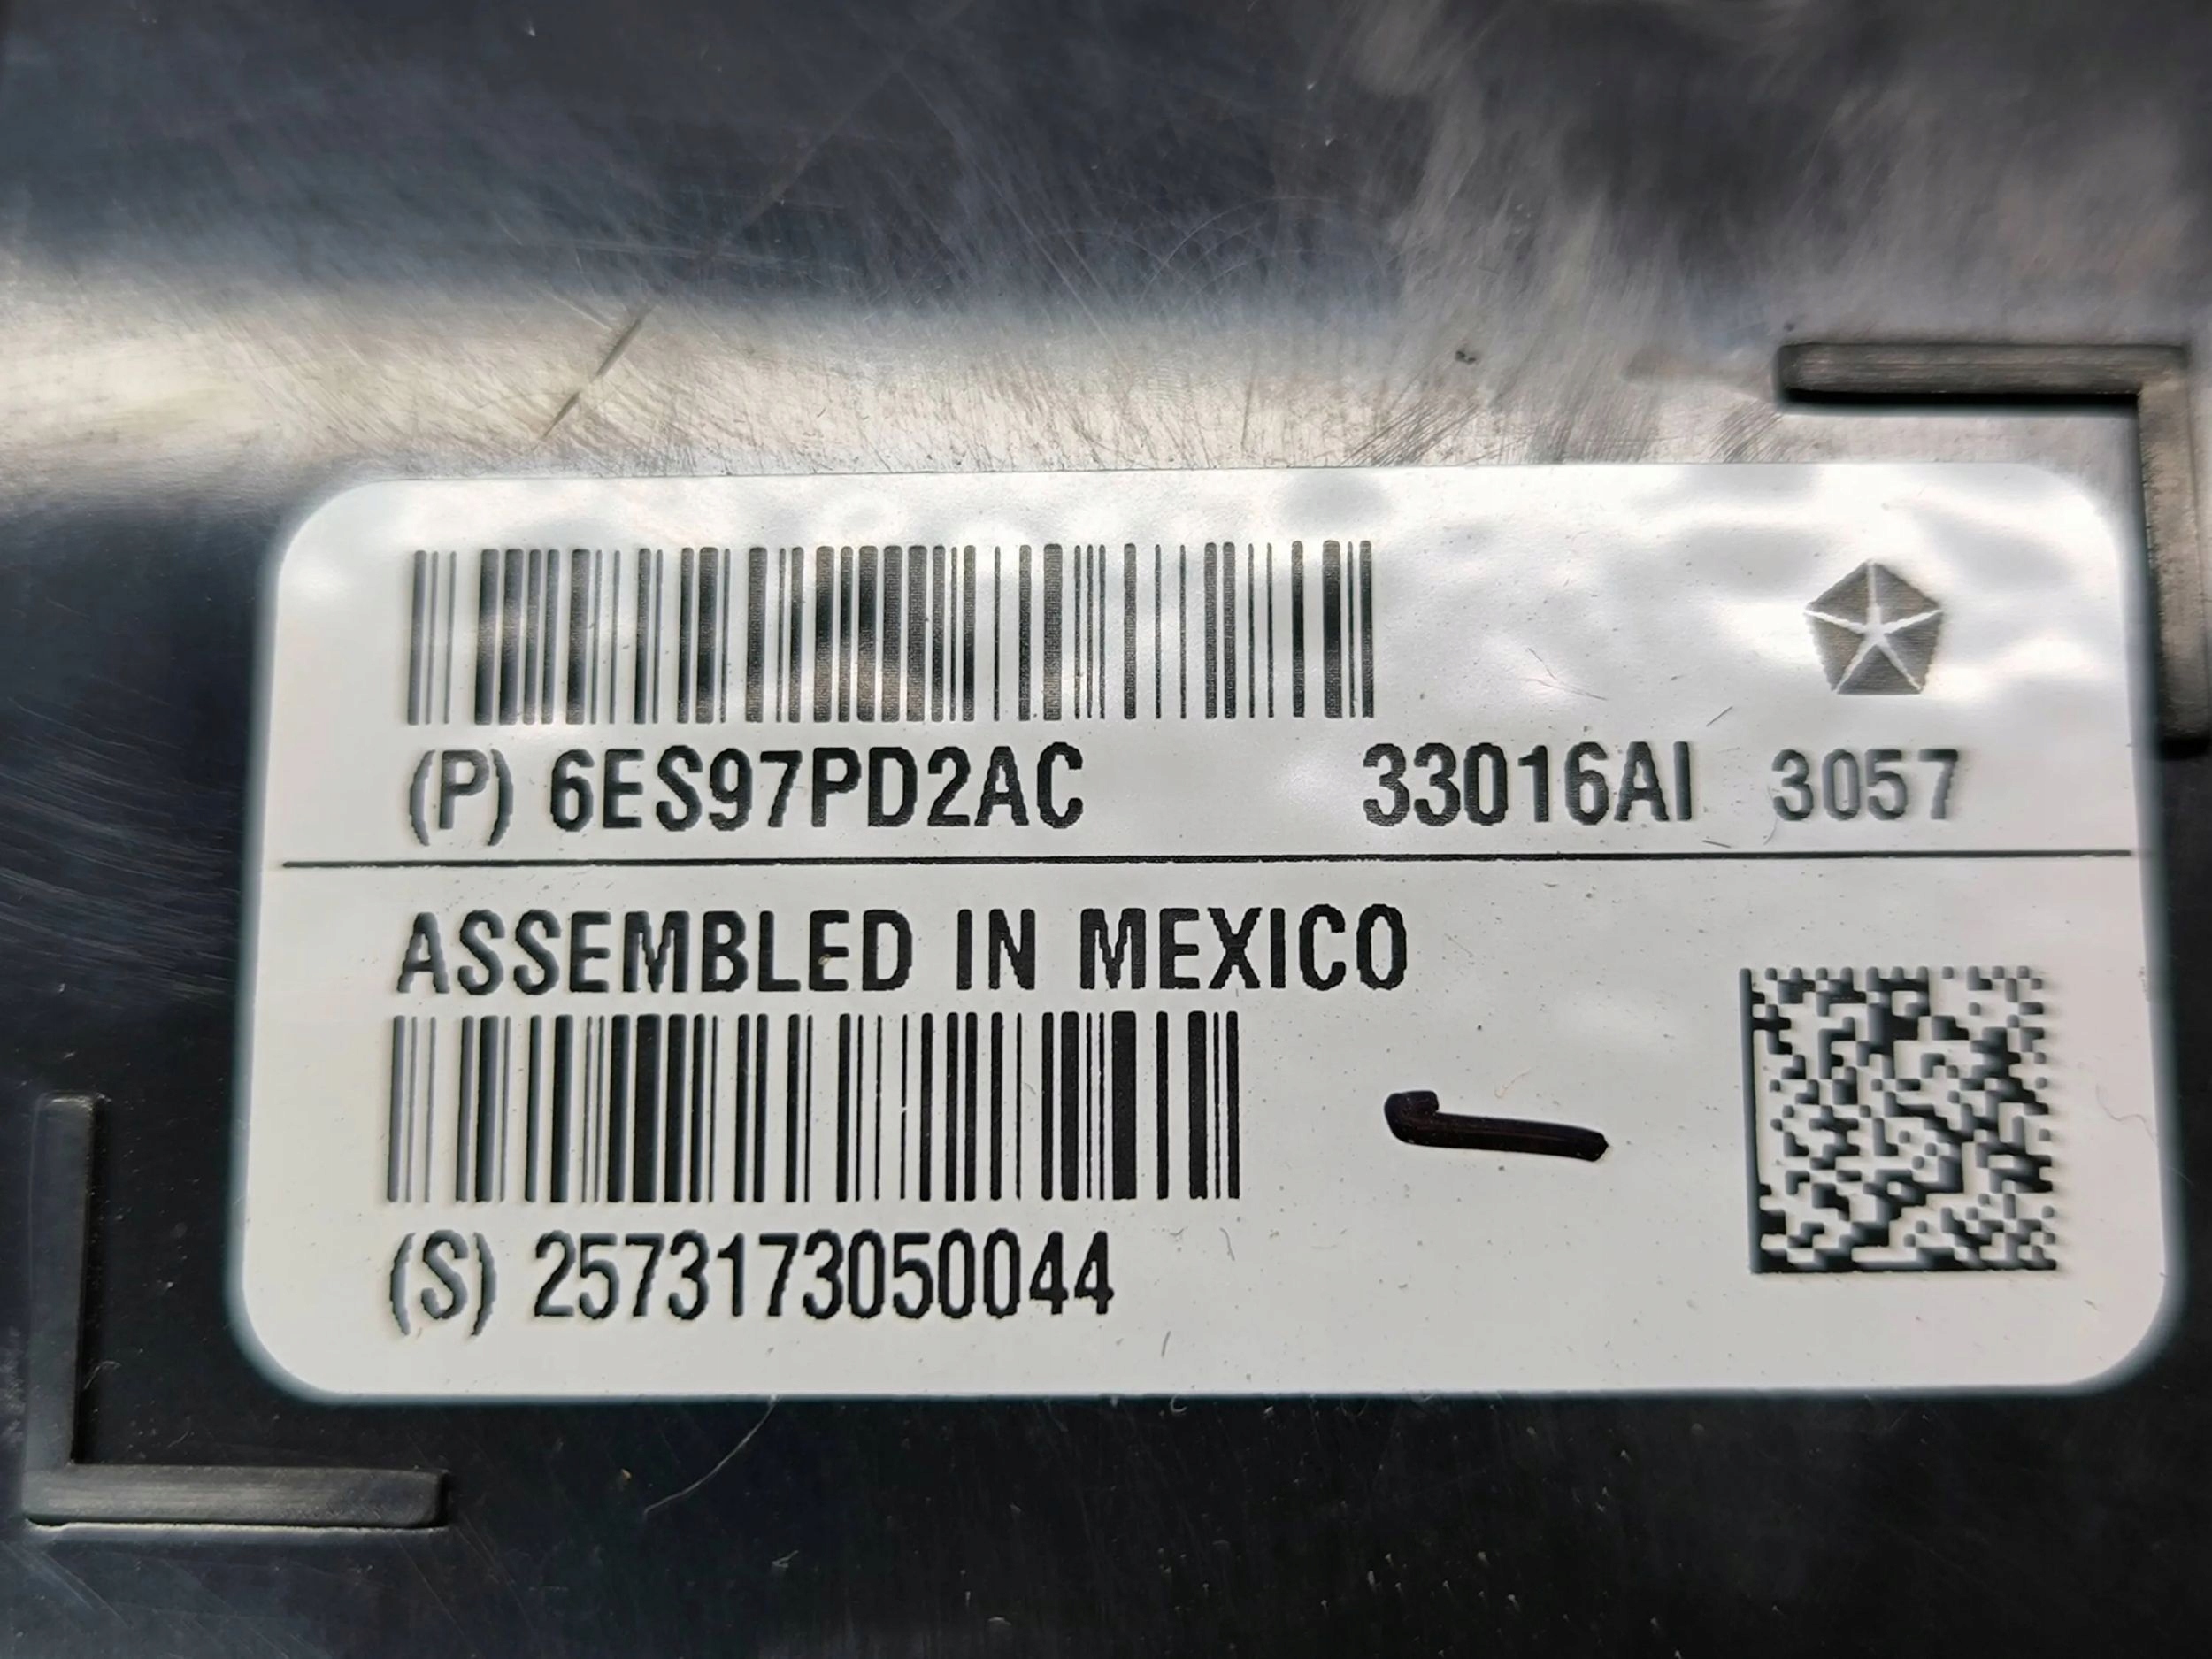 (P) 6ES97PD2AC 33016AI 3057
ASSEMBLED IN MEXICO
(S) 2573173050044